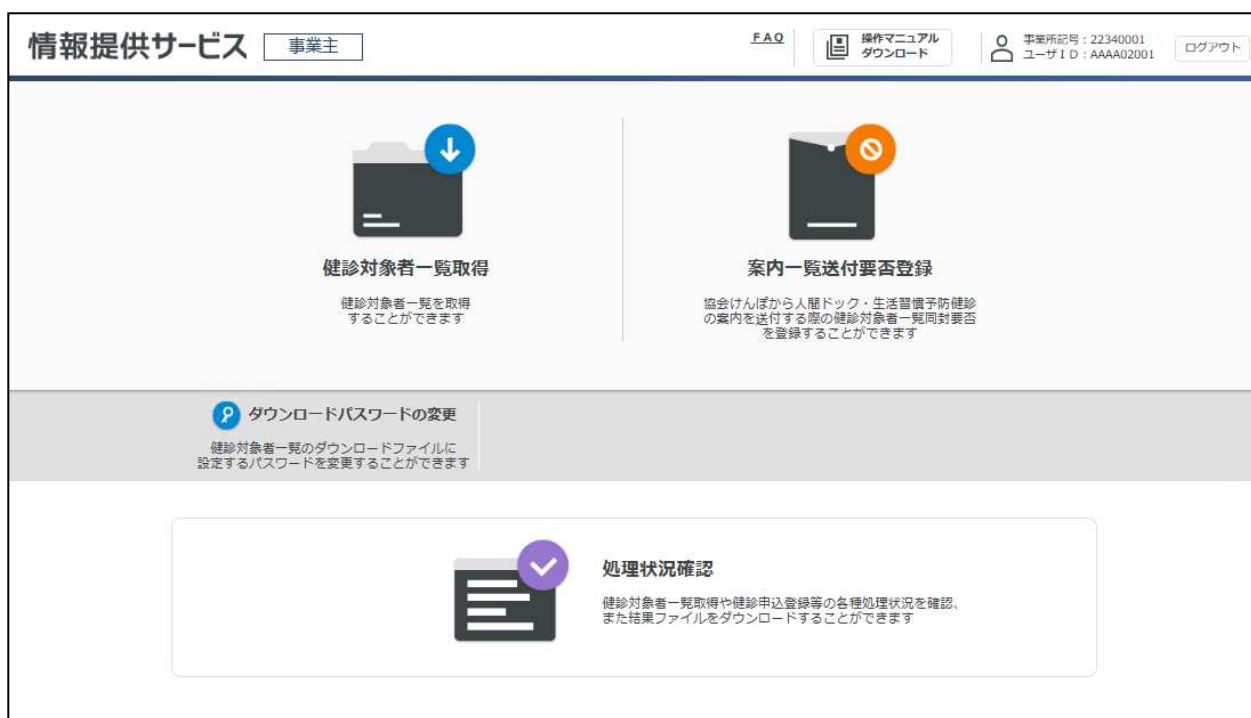 情報提供サービス 事業主
FAQ
操作マニュアル
ダウンロード
事業所記号：22340001
ユーザID：AAAA02001
ログアウト
健診対象者一覧取得
健診対象者一覧を取得
することができます
案内一覧送付要否登録
協会けんぽから人間ドック・生活習慣予防健診
の案内を送付する際の健診対象者一覧同封要否
を登録することができます
ダウンロードパスワードの変更
健診対象者一覧のダウンロードファイルに
設定するパスワードを変更することができます
処理状況確認
健診対象者一覧取得や健診申込登録等の各種処理状況を確認、
また結果ファイルをダウンロードすることができます